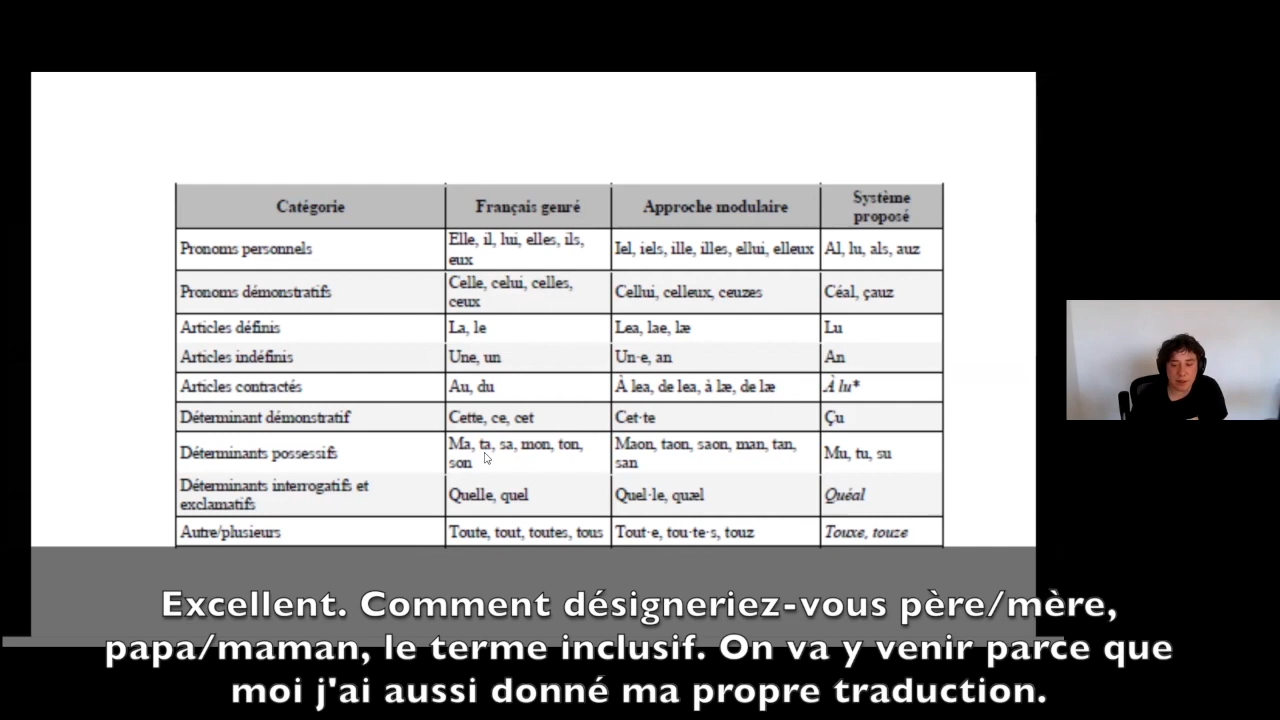 Catégorie Français genré Approche modulaire Système proposé
Pronoms personnels Elle, il, lui, elles, ils, eux Iel, iels, ille, illes, ellui, elleux Al, lu, als, auz
Pronoms démonstratifs Celle, celui, celles, ceux Cellui, celleux, ceuzes Céal, çauz
Articles définis La, le Lea, lae, læ Lu
Articles indéfinis Une, un Un·e, an An
Articles contractés Au, du À lea, de lea, à læ, de læ À lu*
Déterminant démonstratif Cette, ce, cet Cet·te Çu
Déterminants possessifs Ma, ta, sa, mon, ton, son Maon, taon, saon, man, tan, san Mu, tu, su
Déterminants interrogatifs et exclamatifs Quelle, quel Quel·le, quæl Quéal
Autre/plusieurs Toute, tout, toutes, tous Tout·e, tou·te·s, touz Touxe, touze
Excellent. Comment désigneriez-vous père/mère,
papa/maman, le terme inclusif. On va y venir parce que
moi j'ai aussi donné ma propre traduction.